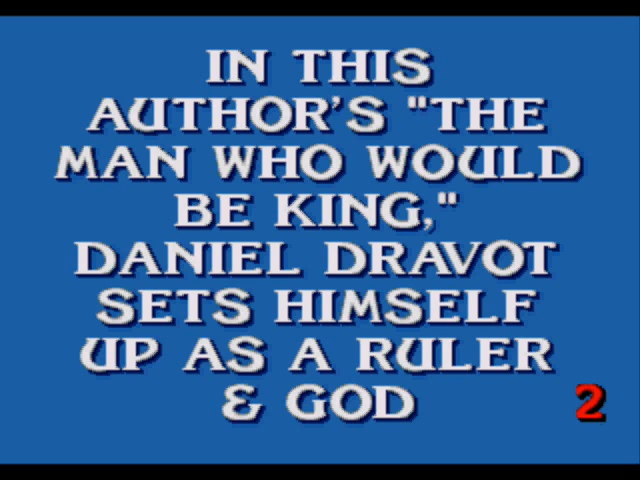 IN THIS
AUTHOR'S "THE
MAN WHO WOULD
BE KING,"
DANIEL DRAVOT
SETS HIMSELF
UP AS A RULER
& GOD
2